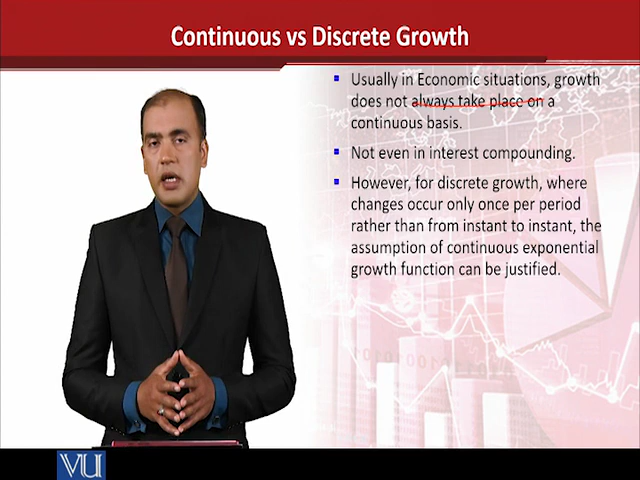 Continuous vs Discrete Growth
Usually in Economic situations, growth
does not always take place on a
continuous basis.
Not even in interest compounding.
However, for discrete growth, where
changes occur only once per period
rather than from instant to instant, the
assumption of continuous exponential
growth function can be justified.
VU